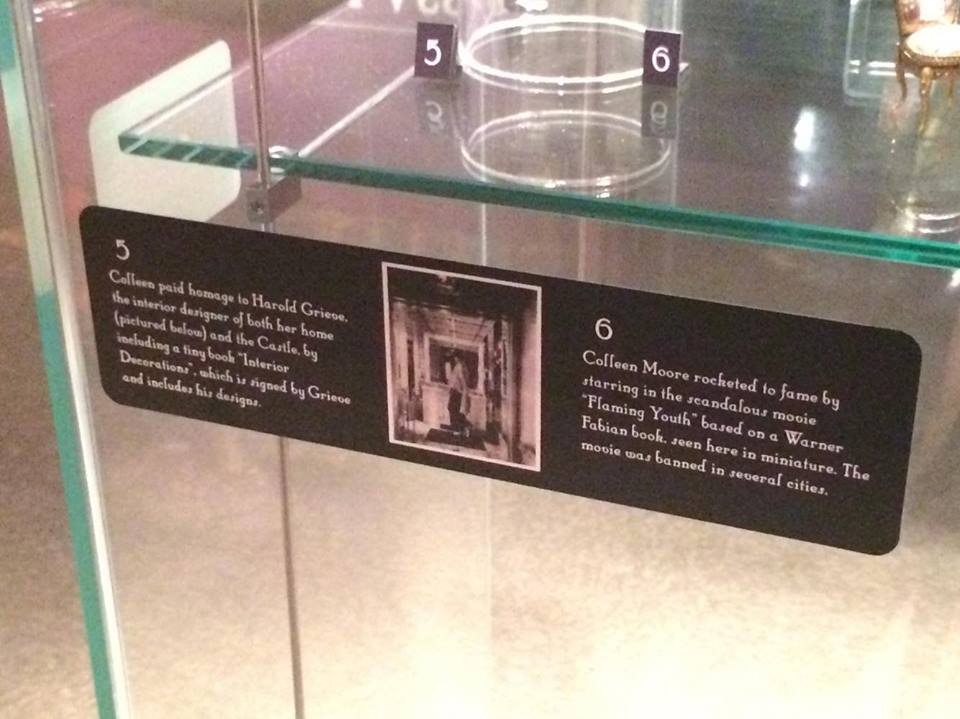 5
6
5
Colleen paid homage to Harold Grieve,
the interior designer of both her home
(pictured below) and the Castle, by
including a tiny book "Interior
Decorations", which is signed by Grieve
and includes his designs.
6
Colleen Moore rocketed to fame by
starring in the scandalous movie
"Flaming Youth" based on a Warner
Fabian book, seen here in miniature. The
movie was banned in several cities.